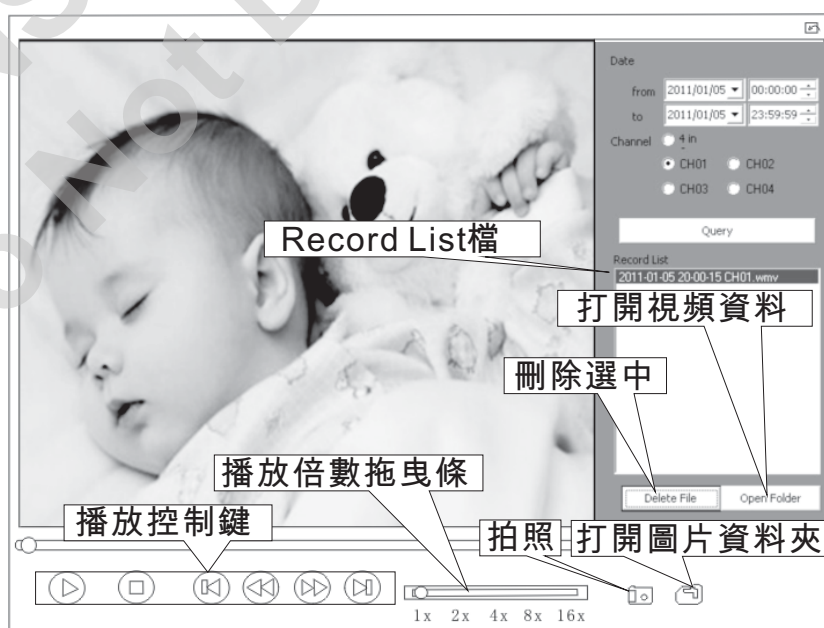 Do Not D
Date
from 2011/01/05 00:00:00
to 2011/01/05 23:59:59
Channel 4 in
CH01 CH02
CH03 CH04
Query
Record List檔
Record List
2011-01-05 20-00-15 CH01.wmv
打開視頻資料
刪除選中
播放倍數拖曳條
Delete File Open Folder
播放控制鍵
拍照
打開圖片資料夾
1x 2x 4x 8x 16x